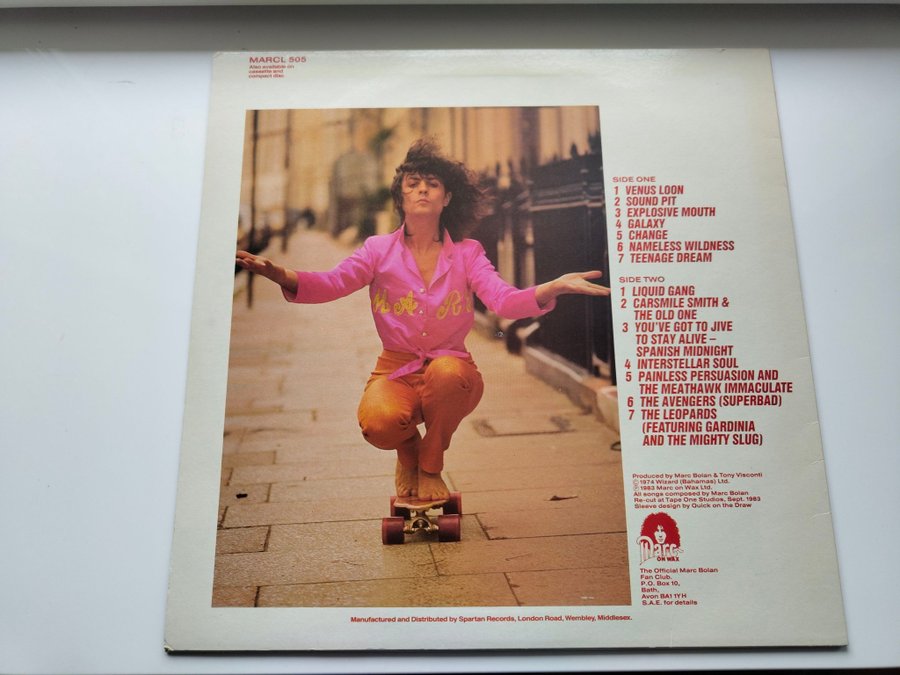 MARCL 505
Also available on
cassette and
compact disc
MAR
SIDE ONE
1 VENUS LOON
2 SOUND PIT
3 EXPLOSIVE MOUTH
4 GALAXY
5 CHANGE
6 NAMELESS WILDNESS
7 TEENAGE DREAM
SIDE TWO
1 LIQUID GANG
2 CARSMILE SMITH &
THE OLD ONE
3 YOU'VE GOT TO JIVE
TO STAY ALIVE –
SPANISH MIDNIGHT
4 INTERSTELLAR SOUL
5 PAINLESS PERSUASION AND
THE MEATHAWK IMMACULATE
6 THE AVENGERS (SUPERBAD)
7 THE LEOPARDS
(FEATURING GARDINIA
AND THE MIGHTY SLUG)
Produced by Marc Bolan & Tony Visconti
℗ 1974 Wizard (Bahamas) Ltd.
© 1983 Marc on Wax Ltd.
All songs composed by Marc Bolan
Re-cut at Tape One Studios, Sept. 1983
Sleeve design by Quick on the Draw
Marc
ON WAX
The Official Marc Bolan
Fan Club.
P.O. Box 10,
Bath,
Avon BA1 1YH
S.A.E. for details
Manufactured and Distributed by Spartan Records, London Road, Wembley, Middlesex.